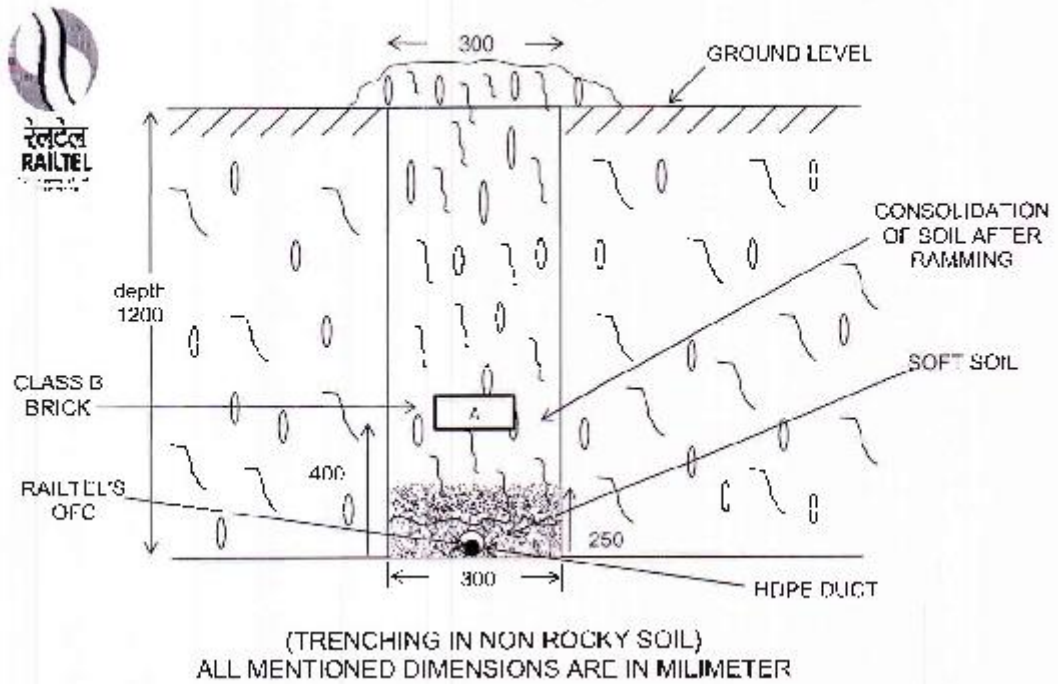 300
GROUND LEVEL
रेलटेल
RAILTEL
CONSOLIDATION
OF SOIL AFTER
RAMMING
depth
1200
SOFT SOIL
CLASS B
BRICK
A
400
RAILTEL'S
OFC
250
300
HDPE DUCT
(TRENCHING IN NON ROCKY SOIL)
ALL MENTIONED DIMENSIONS ARE IN MILIMETER